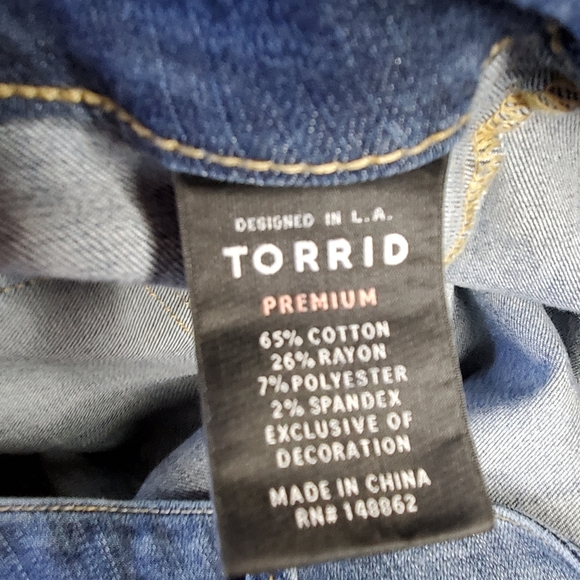 DESIGNED IN L.A.
TORRID
PREMIUM
65% COTTON
26% RAYON
7% POLYESTER
2% SPANDEX
EXCLUSIVE OF
DECORATION
MADE IN CHINA
RN# 148862